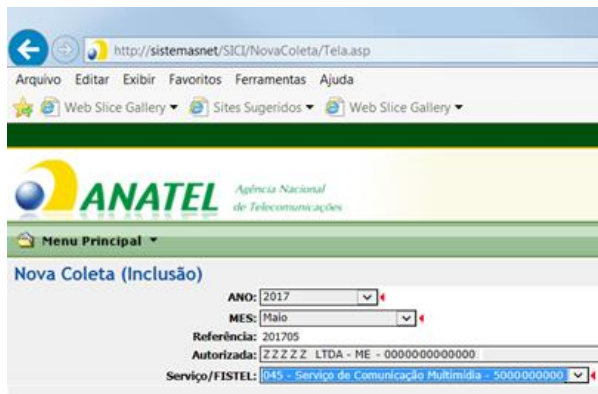 http://sistemasnet/SICI/NovaColeta/Tela.asp
Arquivo Editar Exibir Favoritos Ferramentas Ajuda
Web Slice Gallery Sites Sugeridos Web Slice Gallery
ANATEL Agência Nacional
de Telecomunicações
Menu Principal
Nova Coleta (Inclusão)
ANO: 2017
MES: Maio
Referência: 201705
Autorizada: ZZZZZ LTDA - ME - 0000000000000
Serviço/FISTEL: 045 - Serviço de Comunicação Multimídia - 5000000000